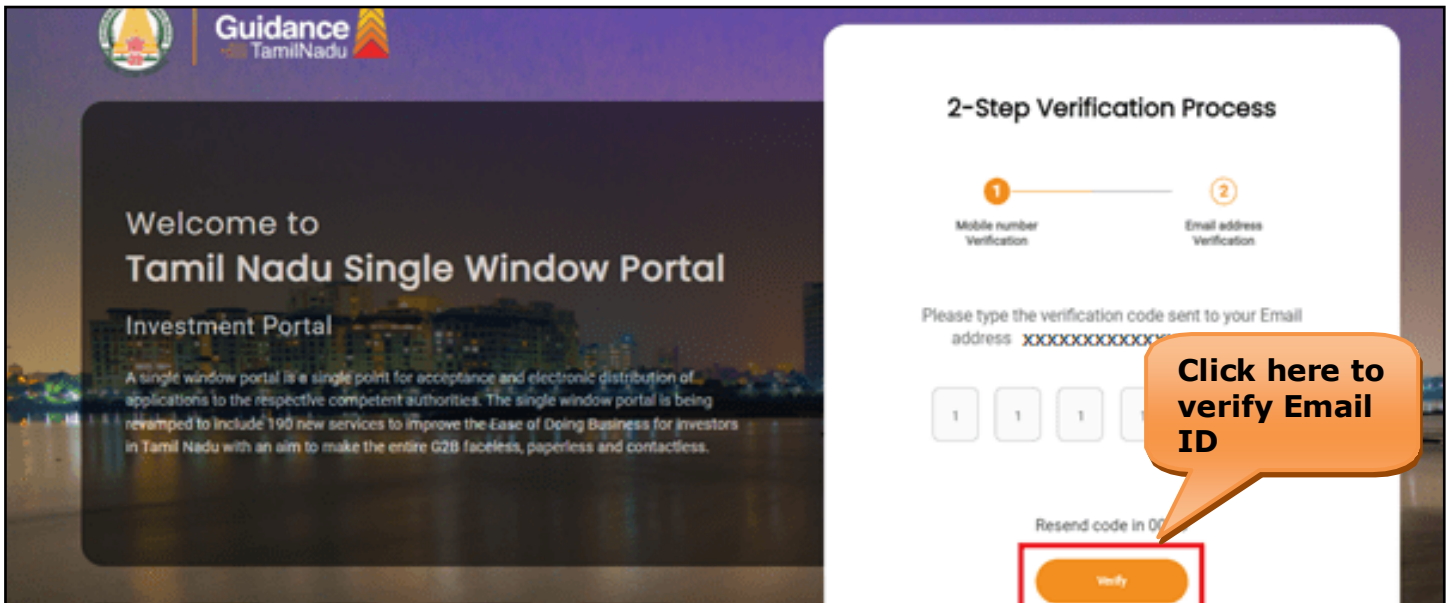 Guidance
TamilNadu
Welcome to
Tamil Nadu Single Window Portal
Investment Portal
A single window portal is a single point for acceptance and electronic distribution of
applications to the respective competent authorities. The single window portal is being
revamped to include 190 new services to improve the Ease of Doing Business for investors
in Tamil Nadu with an aim to make the entire G2B faceless, paperless and contactless.
2-Step Verification Process
1
2
Mobile number
Verification
Email address
Verification
Please type the verification code sent to your Email
address XXXXXXXXXXXXX
1 1 1 1
Click here to
verify Email
ID
Resend code in
Verify